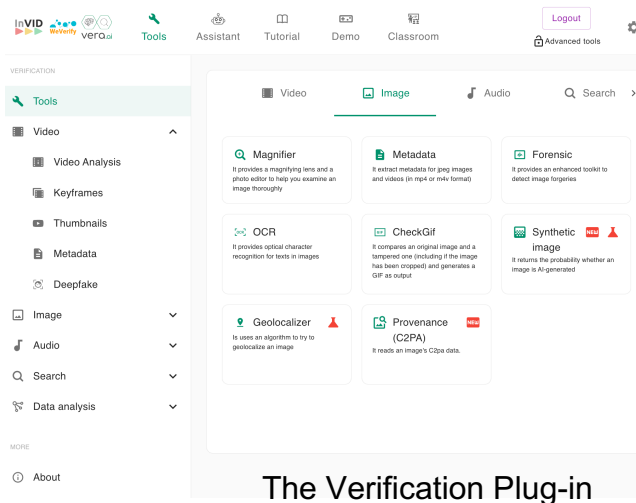 InVID WeVerify vera.ai
Tools
Assistant
Tutorial
Demo
Classroom
Logout
Advanced tools
VERIFICATION
Tools
Video
Video Analysis
Keyframes
Thumbnails
Metadata
Deepfake
Image
Audio
Search
Data analysis
MORE
About
Video
Image
Audio
Search
Magnifier
It provides a magnifying lens and a
photo editor to help you examine an
image thoroughly
Metadata
It extract metadata for jpeg images
and videos (in mp4 or m4v format)
Forensic
It provides an enhanced toolkit to
detect image forgeries
OCR
It provides optical character
recognition for texts in images
GIF
CheckGif
It compares an original image and a
tampered one (including if the image
has been cropped) and generates a
GIF as output
Synthetic NEW
image
It returns the probability whether an
image is AI-generated
Geolocalizer
Is uses an algorithm to try to
geolocalize an image
Provenance NEW
(C2PA)
It reads an image's C2pa data.
The Verification Plug-in